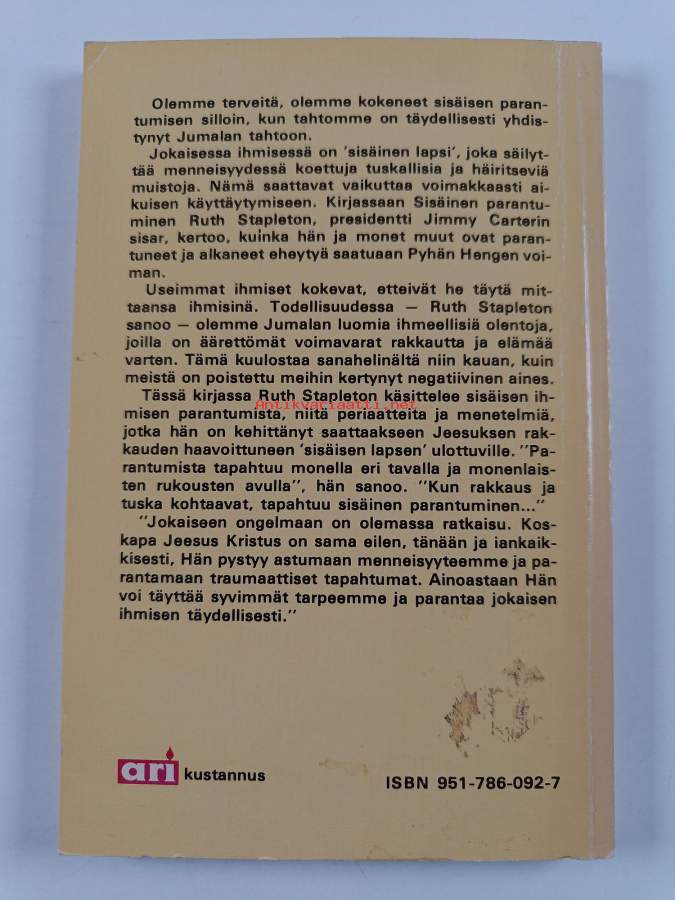 Olemme terveitä, olemme kokeneet sisäisen paran-
tumisen silloin, kun tahtomme on täydellisesti yhdis-
tynyt Jumalan tahtoon.
Jokaisessa ihmisessä on 'sisäinen lapsi', joka säilyt-
tää menneisyydessä koettuja tuskallisia ja häiritseviä
muistoja. Nämä saattavat vaikuttaa voimakkaasti ai-
kuisen käyttäytymiseen. Kirjassaan Sisäinen parantu-
minen Ruth Stapleton, presidentti Jimmy Carterin
sisar, kertoo, kuinka hän ja monet muut ovat paran-
tuneet ja alkaneet eheytyä saatuaan Pyhän Hengen voi-
man.
Useimmat ihmiset kokevat, etteivät he täytä mit-
taansa ihmisinä. Todellisuudessa — Ruth Stapleton
sanoo — olemme Jumalan luomia ihmeellisiä olentoja,
joilla on äärettömät voimavarat rakkautta ja elämää
varten. Tämä kuulostaa sanahelinältä niin kauan, kuin
meistä on poistettu meihin kertynyt negatiivinen aines.
Tässä kirjassa Ruth Stapleton käsittelee sisäisen ih-
Antikvariaatti.net
misen parantumista, niitä periaatteita ja menetelmiä,
jotka hän on kehittänyt saattaakseen Jeesuksen rak-
kauden haavoittuneen 'sisäisen lapsen' ulottuville. "Pa-
rantumista tapahtuu monella eri tavalla ja monenlais-
ten rukousten avulla", hän sanoo. "Kun rakkaus ja
tuska kohtaavat, tapahtuu sisäinen parantuminen..."
"Jokaiseen ongelmaan on olemassa ratkaisu. Kos-
kapa Jeesus Kristus on sama eilen, tänään ja iankaik-
kisesti, Hän pystyy astumaan menneisyyteemme ja pa-
rantamaan traumaattiset tapahtumat. Ainoastaan Hän
voi täyttää syvimmät tarpeemme ja parantaa jokaisen
ihmisen täydellisesti."
ari kustannus
ISBN 951-786-092-7